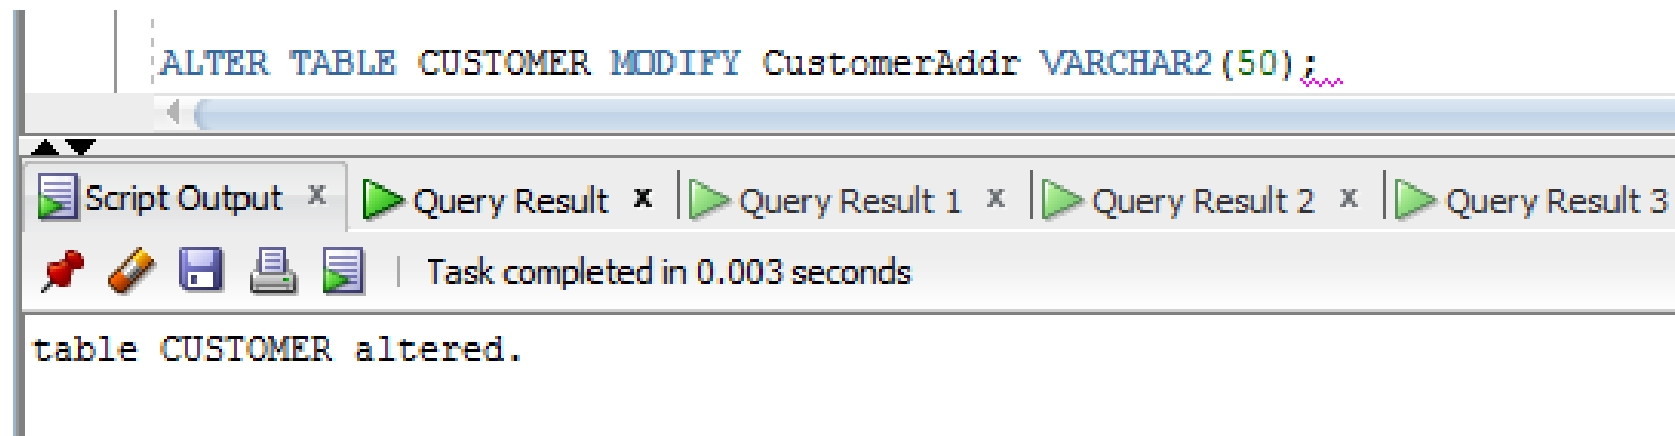 ALTER TABLE CUSTOMER MODIFY CustomerAddr VARCHAR2(50);
Script Output x Query Result x Query Result 1 x Query Result 2 x Query Result 3
Task completed in 0.003 seconds
table CUSTOMER altered.